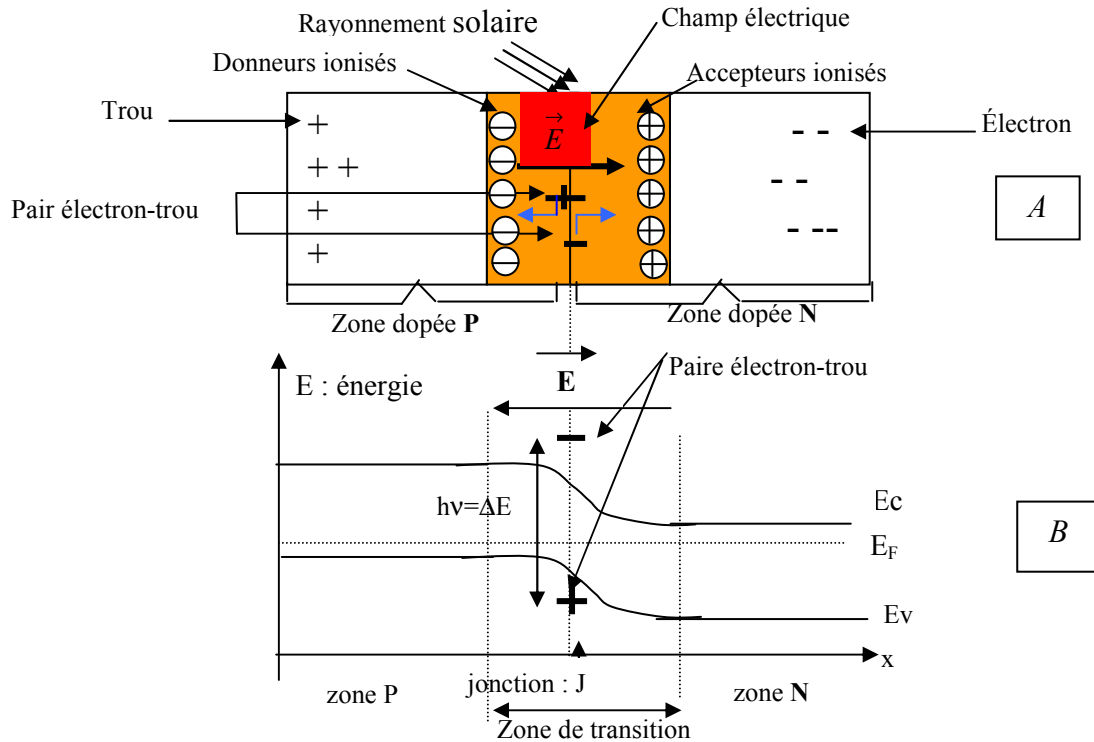 Rayonnement solaire
Champ électrique
Donneurs ionisés
Accepteurs ionisés
Trou
E
Électron
+
+ +
+
+
- -
- -
- --
Pair électron-trou
+
-
A
Zone dopée P
Zone dopée N
E : énergie
E
Paire électron-trou
hν=ΔE
Ec
E_F
B
Ev
x
zone P
jonction : J
zone N
Zone de transition